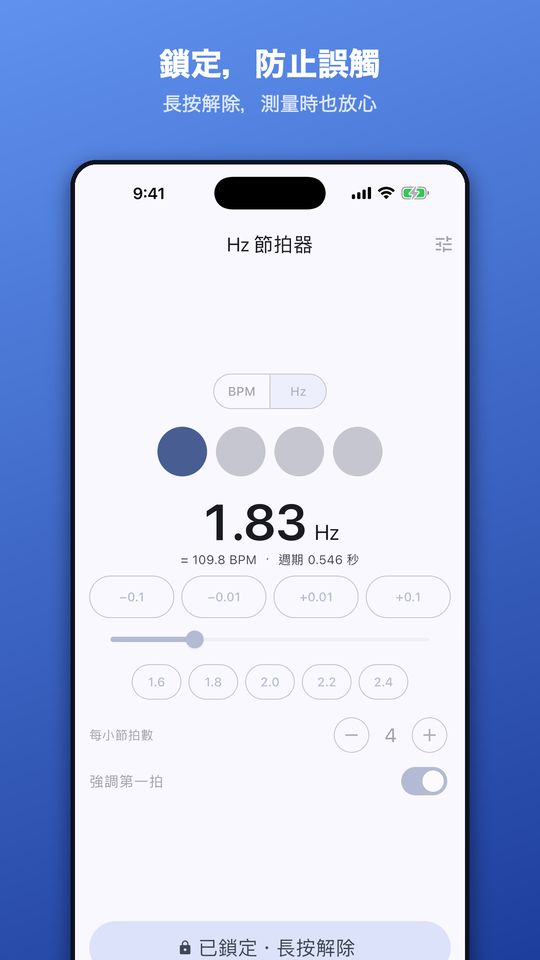 鎖定，防止誤觸
長按解除，測量時也放心
9:41
Hz 節拍器
BPM Hz
1.83 Hz
= 109.8 BPM · 週期 0.546 秒
−0.1 −0.01 +0.01 +0.1
1.6 1.8 2.0 2.2 2.4
每小節拍數 − 4 +
強調第一拍
已鎖定 · 長按解除